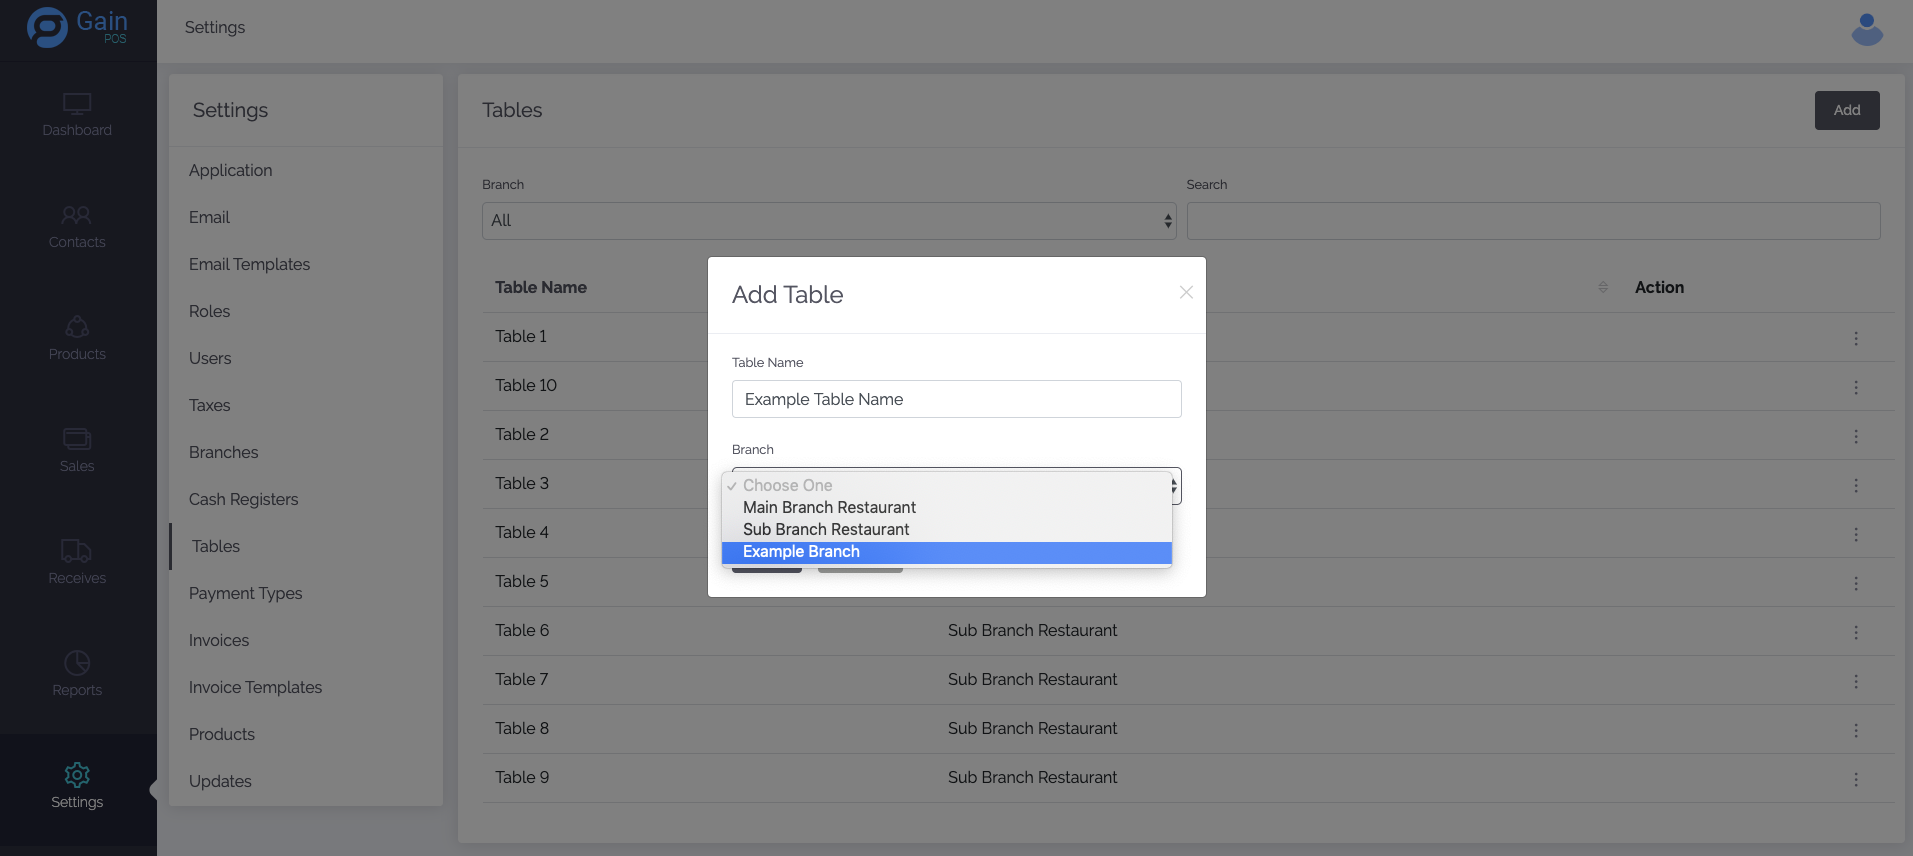 Gain
POS
Settings
Dashboard
Contacts
Products
Sales
Receives
Reports
Settings
Settings
Application
Email
Email Templates
Roles
Users
Taxes
Branches
Cash Registers
Tables
Payment Types
Invoices
Invoice Templates
Products
Updates
Tables
Add
Branch
Search
All
Table Name
Action
Table 1
Table 10
Table 2
Table 3
Table 4
Table 5
Table 6 Sub Branch Restaurant
Table 7 Sub Branch Restaurant
Table 8 Sub Branch Restaurant
Table 9 Sub Branch Restaurant
Add Table
Table Name
Example Table Name
Branch
Choose One
Main Branch Restaurant
Sub Branch Restaurant
Example Branch